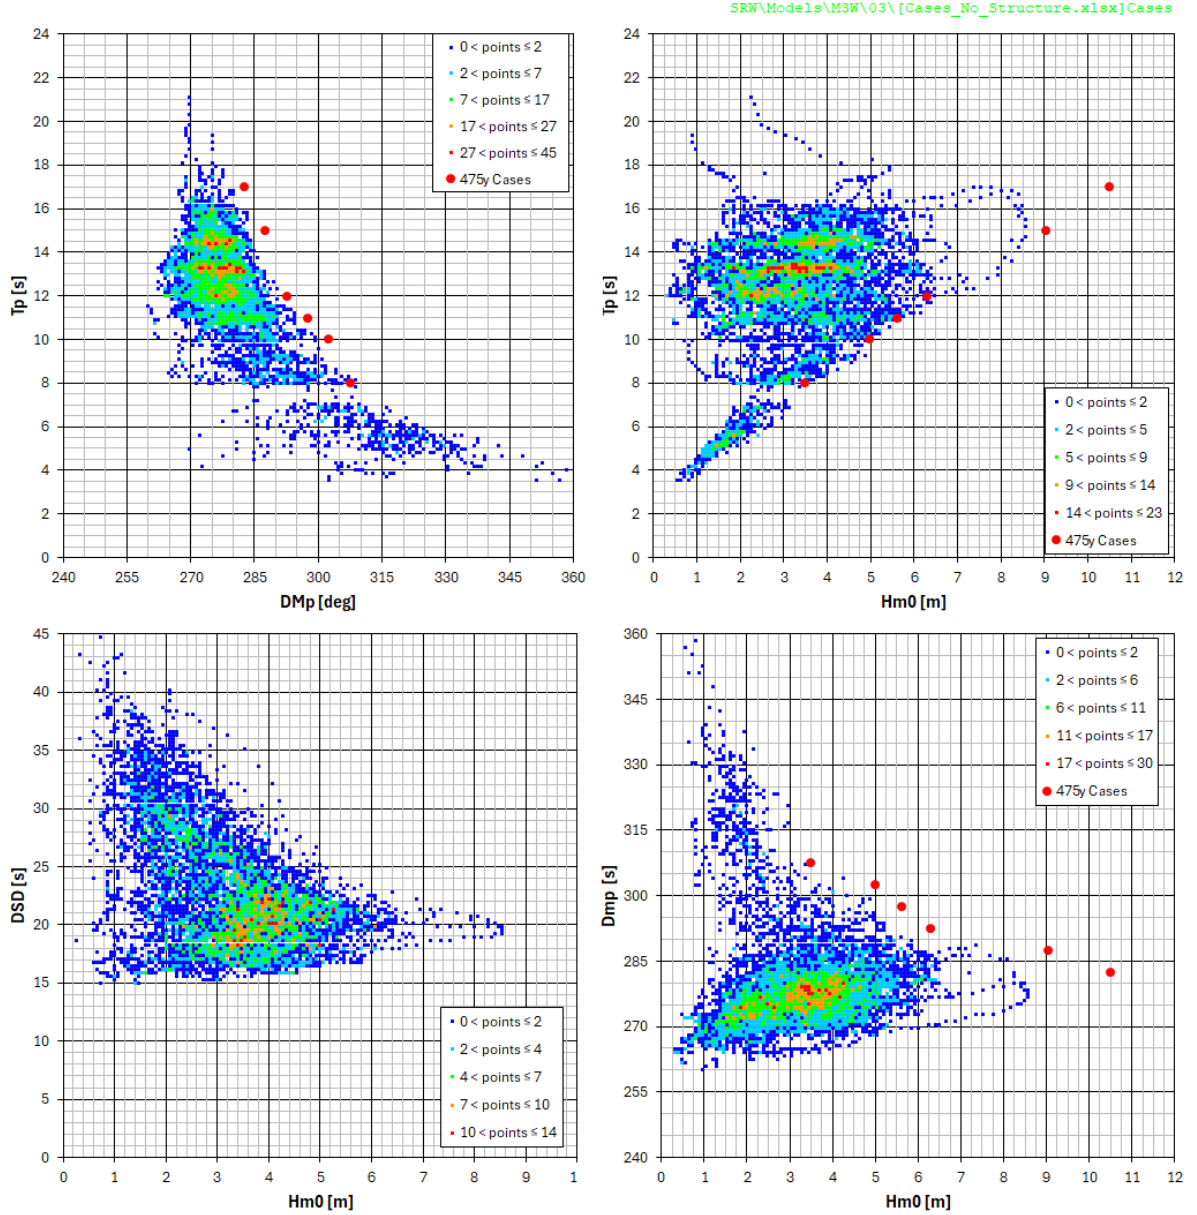 SRW\Models\M3W\03\[Cases_No_Structure.xlsx]Cases
24
22
20
18
16
14
12
10
8
6
4
2
0
Tp [s]
240 255 270 285 300 315 330 345 360
DMp [deg]
0 < points ≤ 2
2 < points ≤ 7
7 < points ≤ 17
17 < points ≤ 27
27 < points ≤ 45
475y Cases
24
22
20
18
16
14
12
10
8
6
4
2
0
Tp [s]
0 1 2 3 4 5 6 7 8 9 10 11 12
Hm0 [m]
0 < points ≤ 2
2 < points ≤ 5
5 < points ≤ 9
9 < points ≤ 14
14 < points ≤ 23
475y Cases
45
40
35
30
25
20
15
10
5
0
DSD [s]
0 1 2 3 4 5 6 7 8 9 1
Hm0 [m]
0 < points ≤ 2
2 < points ≤ 4
4 < points ≤ 7
7 < points ≤ 10
10 < points ≤ 14
360
345
330
315
300
285
270
255
240
Dmp [s]
0 1 2 3 4 5 6 7 8 9 10 11 12
Hm0 [m]
0 < points ≤ 2
2 < points ≤ 6
6 < points ≤ 11
11 < points ≤ 17
17 < points ≤ 30
475y Cases